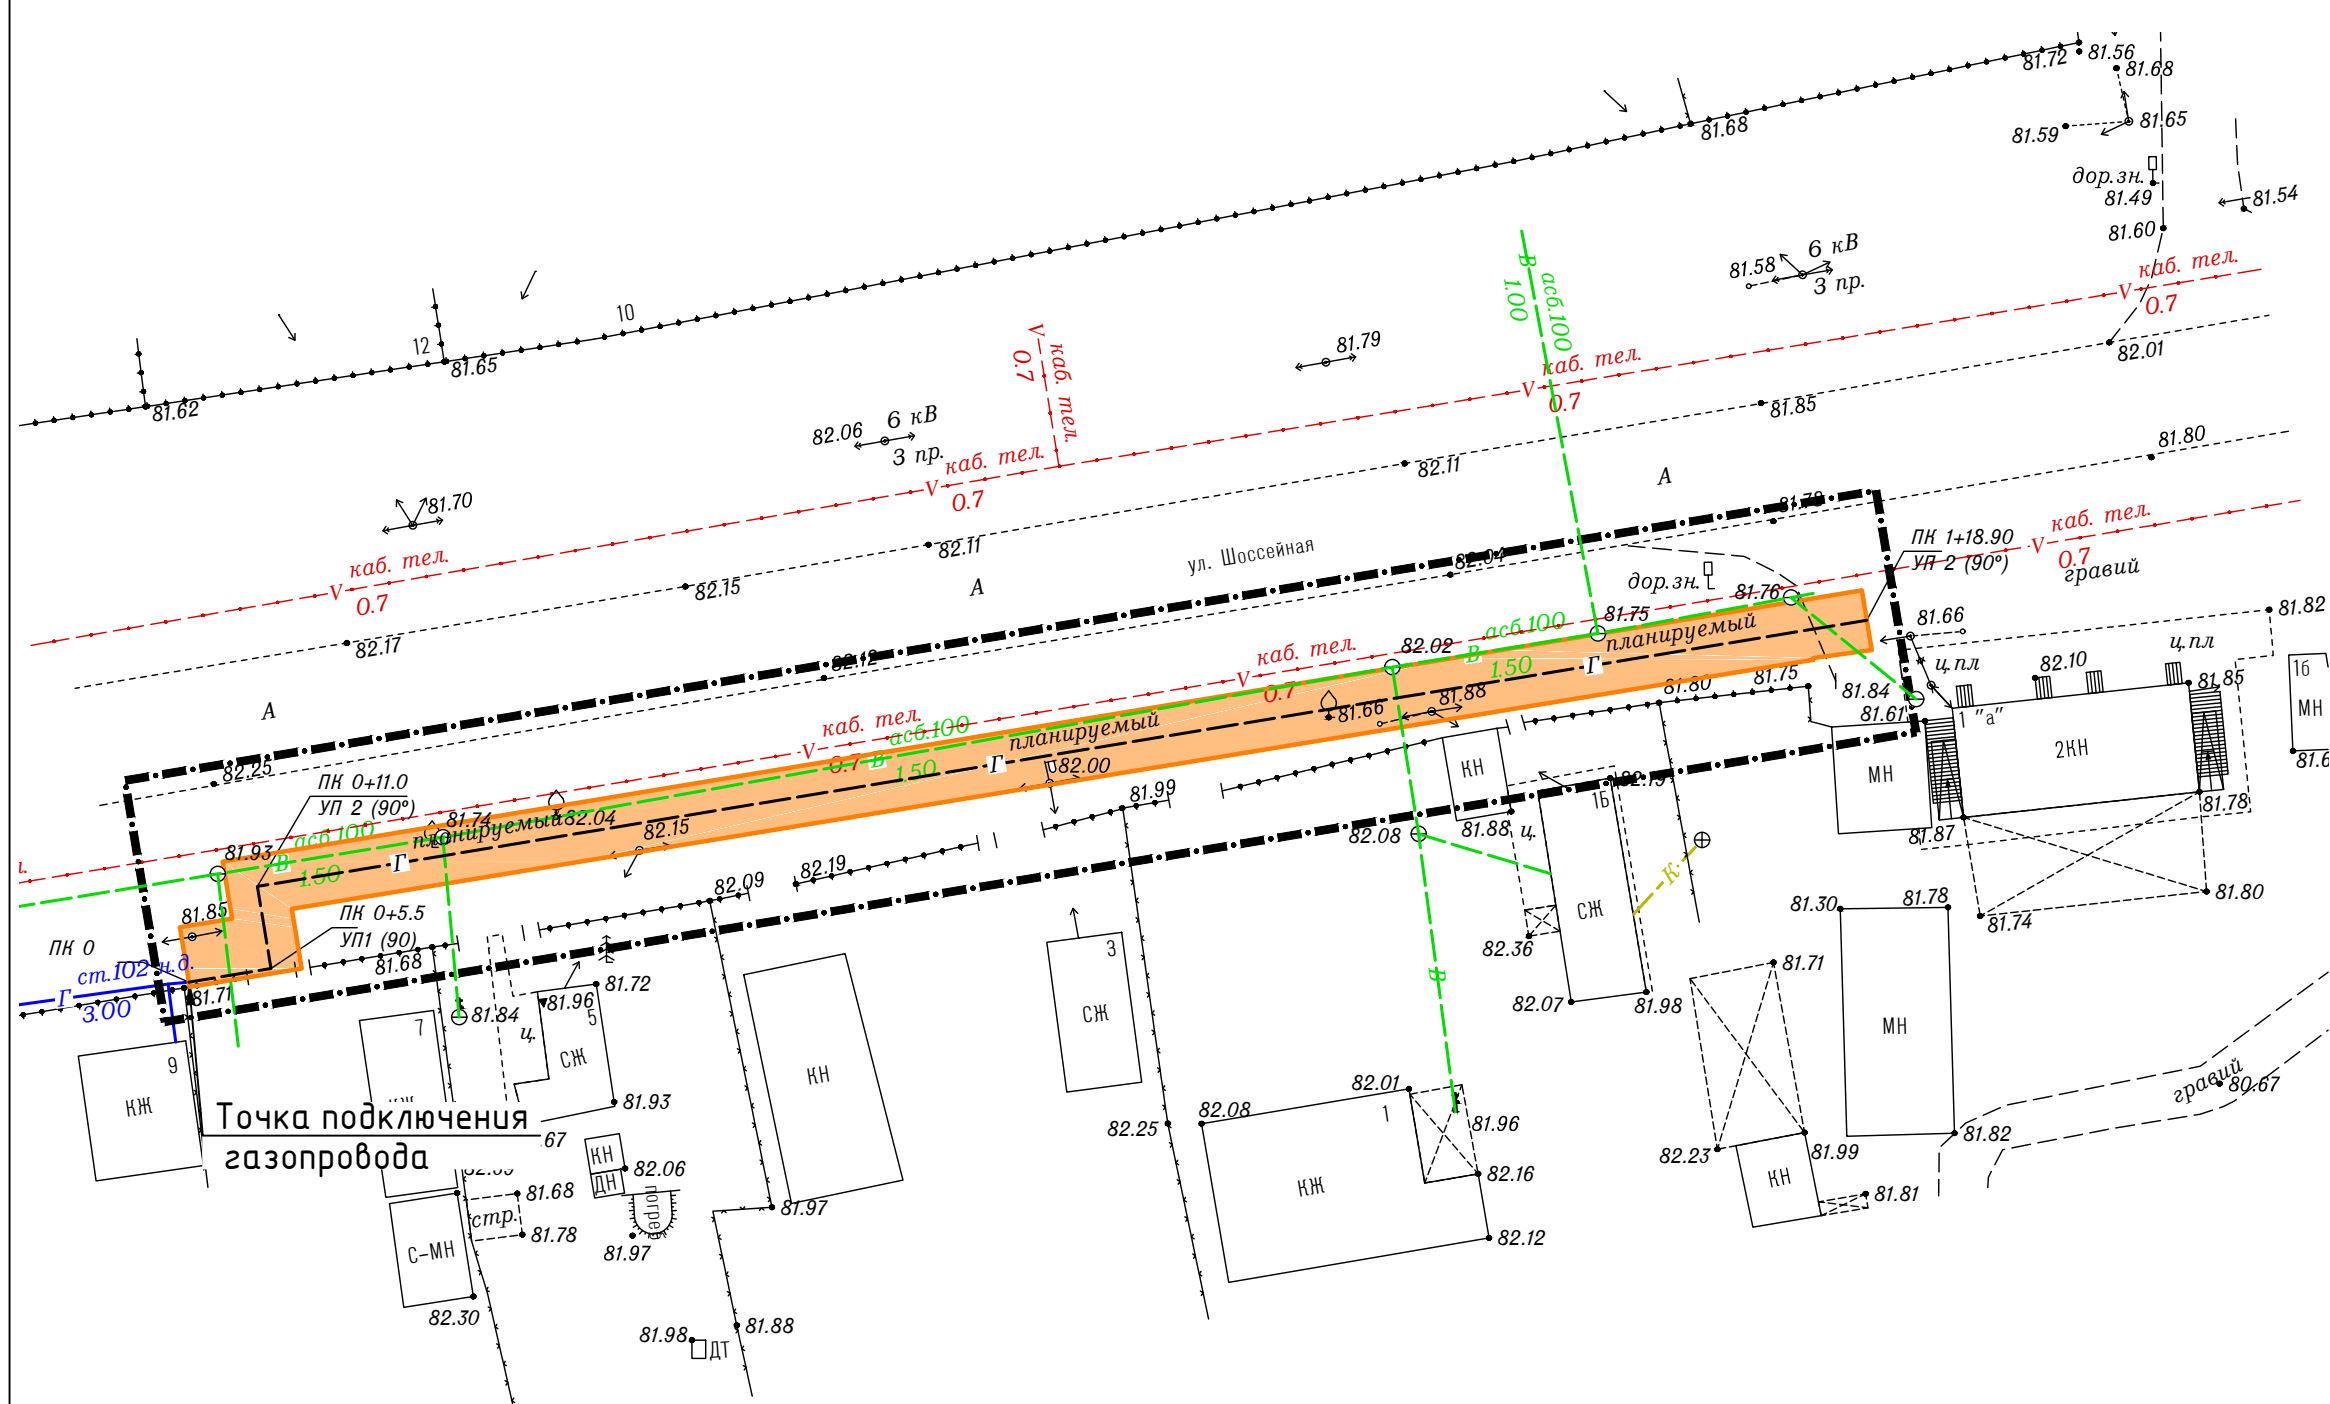 81.72
81.56
81.68
81.65
81.59
81.68
дор.зн.
81.49
81.54
81.60
6 кВ
81.58
3 пр.
каб. тел.
V
0.7
В
асб.100
1.00
10
12
81.65
81.62
V
каб. тел.
0.7
81.79
82.01
каб. тел.
V
0.7
81.85
81.80
6 кВ
82.06
3 пр.
каб. тел.
V
0.7
82.11
А
81.70
82.11
каб. тел.
V
0.7
82.15
82.17
А
ул. Шоссейная
82.04
81.78
ПК 1+18.90
УП 2 (90°)
каб. тел.
V
0.7
гравий
дор.зн.
81.76
81.75
81.66
81.82
82.12
А
82.25
каб. тел.
V
0.7
асб.100
В
1.50
82.02
планируемый
Г
81.75
81.80
81.84
81.61
ц.пл
82.10
ц.пл
81.85
1б
МН
81.6
каб. тел.
V
0.7
асб.100
В
1.50
планируемый
Г
81.66
81.88
82.00
1 "а"
2КН
МН
КН
81.78
81.87
81.88
ц.
1Б
82.19
82.08
ПК 0+11.0
УП 2 (90°)
81.74
планируемый
82.04
Г
асб.100
81.93
В
1.50
82.15
81.99
82.19
82.09
81.85
ПК 0+5.5
УП1 (90)
ПК 0
ст.102 н.д.
Г
3.00
81.71
81.68
81.72
81.96
81.84
ц.
5
СЖ
7
9
КЖ
81.93
КН
3
СЖ
СЖ
К
82.36
82.07
81.98
В
81.30
81.78
81.74
81.80
МН
81.71
Точка подключения
газопровода
67
КН
ДН
82.06
погреб
81.97
81.68
стр.
81.78
С-МН
82.30
81.97
81.98
ДТ
81.88
82.25
82.08
82.01
1
81.96
82.16
КЖ
82.12
82.23
81.99
КН
81.81
81.82
гравий
80.67